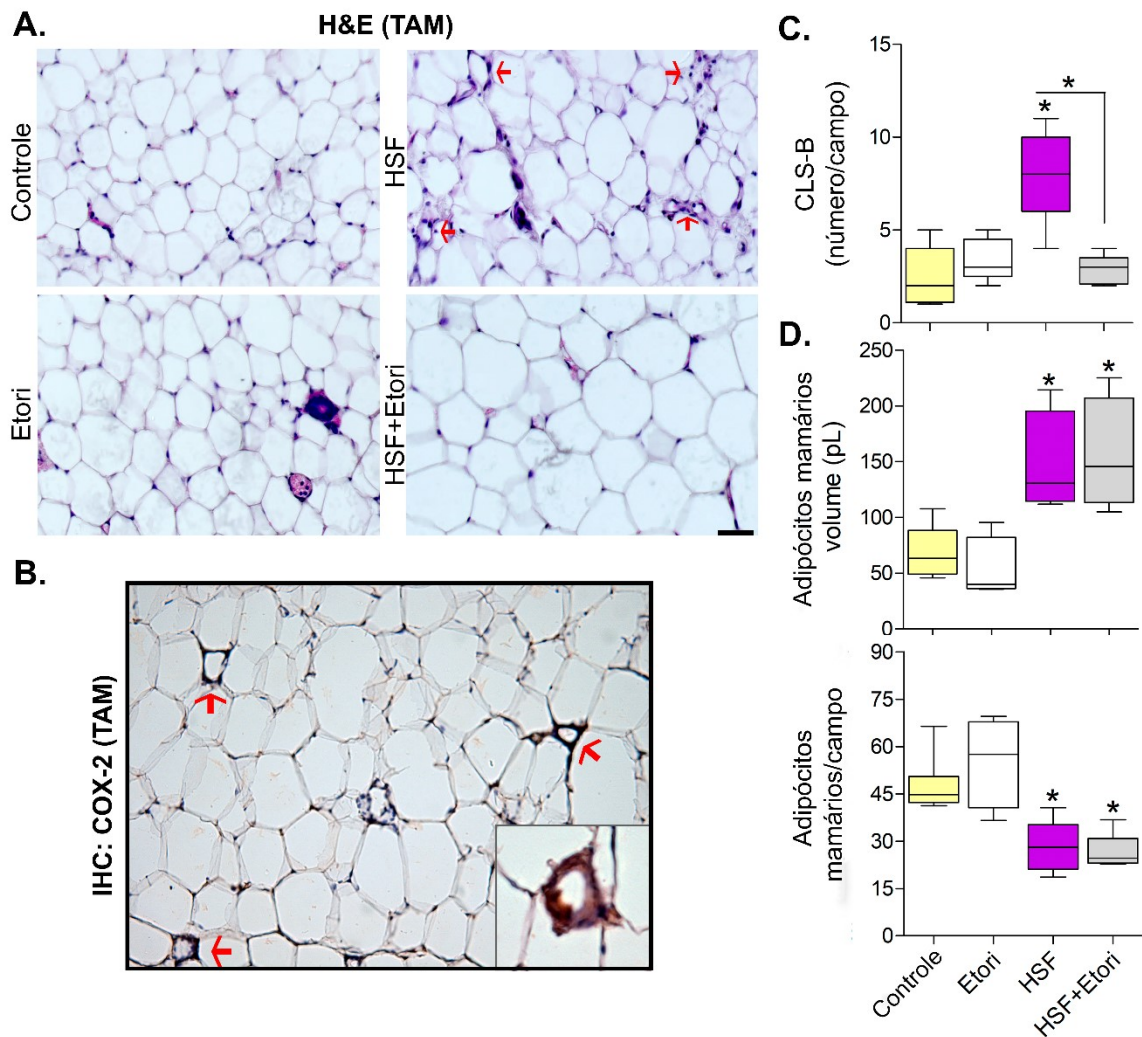 A.
H&E (TAM)
Controle
HSF
Etori
HSF+Etori
B.
IHC: COX-2 (TAM)
C.
CLS-B
(número/campo)
15
10
5
0
*
*
D.
Adipócitos mamários
volume (pL)
250
200
150
100
50
0
*
*
Adipócitos
mamários/campo
90
75
60
45
30
15
0
*
*
Controle
Etori
HSF
HSF+Etori